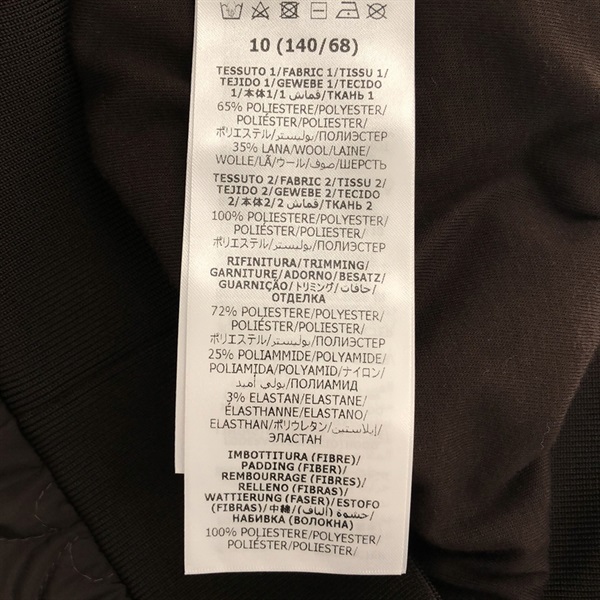 10 (140/68)
TESSUTO 1/FABRIC 1/TISSU 1/
TEJIDO 1/GEWEBE 1/TECIDO
1/本体1/1 قماش/ТКАНЬ 1
65% POLIESTERE/POLYESTER/
POLIÉSTER/POLIESTER/
ポリエステル/بوليستر/ПОЛИЭСТЕР
35% LANA/WOOL/LAINE/
WOLLE/LÃ/ウール/صوف/ШЕРСТЬ
TESSUTO 2/FABRIC 2/TISSU 2/
TEJIDO 2/GEWEBE 2/TECIDO
2/本体2/2 قماش/ТКАНЬ 2
100% POLIESTERE/POLYESTER/
POLIÉSTER/POLIESTER/
ポリエステル/بوليستر/ПОЛИЭСТЕР
RIFINITURA/TRIMMING/
GARNITURE/ADORNO/BESATZ/
GUARNIÇÃO/トリミング/حافات/
ОТДЕЛКА
72% POLIESTERE/POLYESTER/
POLIÉSTER/POLIESTER/
ポリエステル/بوليستر/ПОЛИЭСТЕР
25% POLIAMMIDE/POLYAMIDE/
POLIAMIDA/POLYAMID/ナイロン/
بولي أميد/ПОЛИАМИД
3% ELASTAN/ELASTANE/
ÉLASTHANNE/ELASTANO/
ELASTHAN/ポリウレタン/إيلاستين/
ЭЛАСТАН
IMBOTTITURA (FIBRE)/
PADDING (FIBER)/
REMBOURRAGE (FIBRES)/
RELLENO (FIBRAS)/
WATTIERUNG (FASER)/ESTOFO
(FIBRAS)/中綿/حشوة (ألياف)/
НАБИВКА (ВОЛОКНА)
100% POLIESTERE/POLYESTER/
POLIÉSTER/POLIESTER/